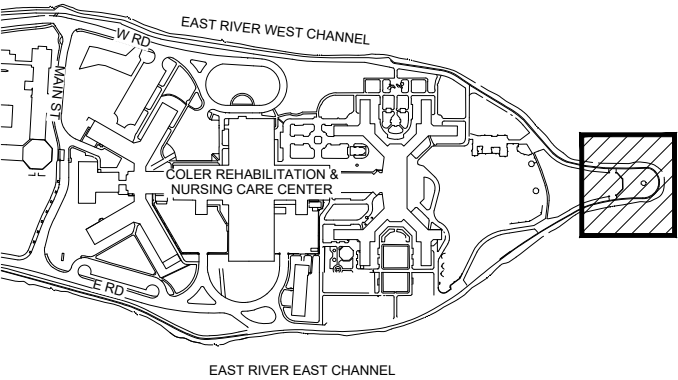 EAST RIVER WEST CHANNEL
W RD
MAIN ST
COLER REHABILITATION &
NURSING CARE CENTER
E RD
EAST RIVER EAST CHANNEL